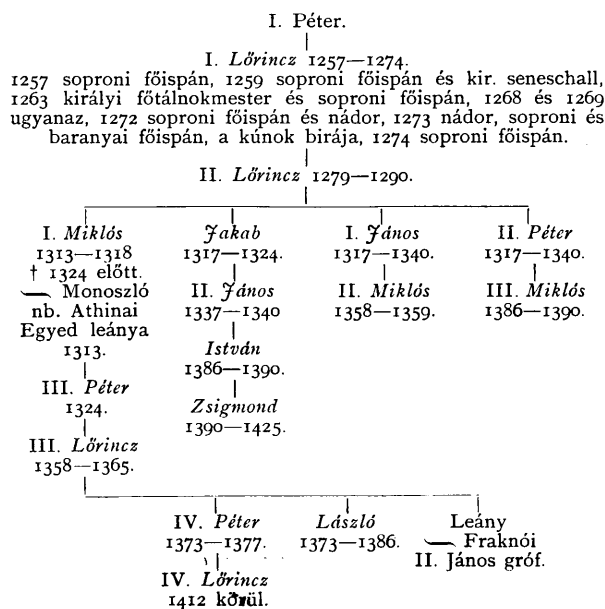 I. Péter.
I. Lőrincz 1257—1274.
1257 soproni főispán, 1259 soproni főispán és kir. seneschall,
1263 királyi főtálnokmester és soproni főispán, 1268 és 1269
ugyanaz, 1272 soproni főispán és nádor, 1273 nádor, soproni és
baranyai főispán, a kúnok birája, 1274 soproni főispán.
II. Lőrincz 1279—1290.
I. Miklós Jakab I. János II. Péter
1313—1318 1317—1324. 1317—1340. 1317—1340.
† 1324 előtt.
Monoszló II. János II. Miklós III. Miklós
nb. Athinai 1337—1340 1358—1359. 1386—1390.
Egyed leánya István
1313. 1386—1390.
III. Péter Zsigmond
1324. 1390—1425.
III. Lőrincz
1358—1365.
IV. Péter László Leány
1373—1377. 1373—1386. Fraknói
II. János gróf.
IV. Lőrincz
1412 körül.